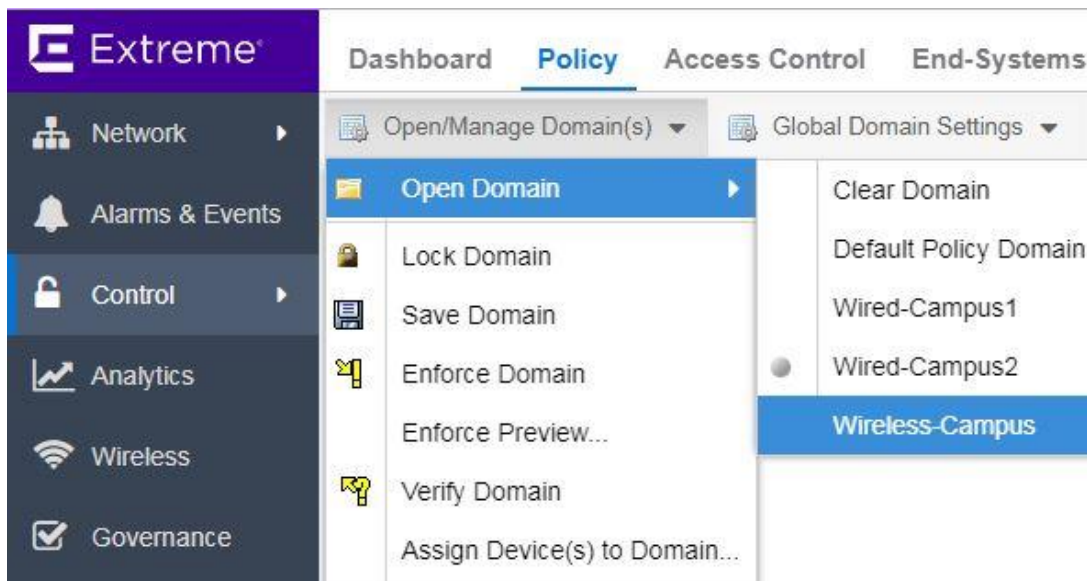 Extreme
Dashboard Policy Access Control End-Systems
Network
Open/Manage Domain(s)
Global Domain Settings
Open Domain
Clear Domain
Alarms & Events
Lock Domain
Default Policy Domain
Control
Save Domain
Wired-Campus1
Analytics
Enforce Domain
Wired-Campus2
Enforce Preview...
Wireless-Campus
Wireless
Verify Domain
Governance
Assign Device(s) to Domain...